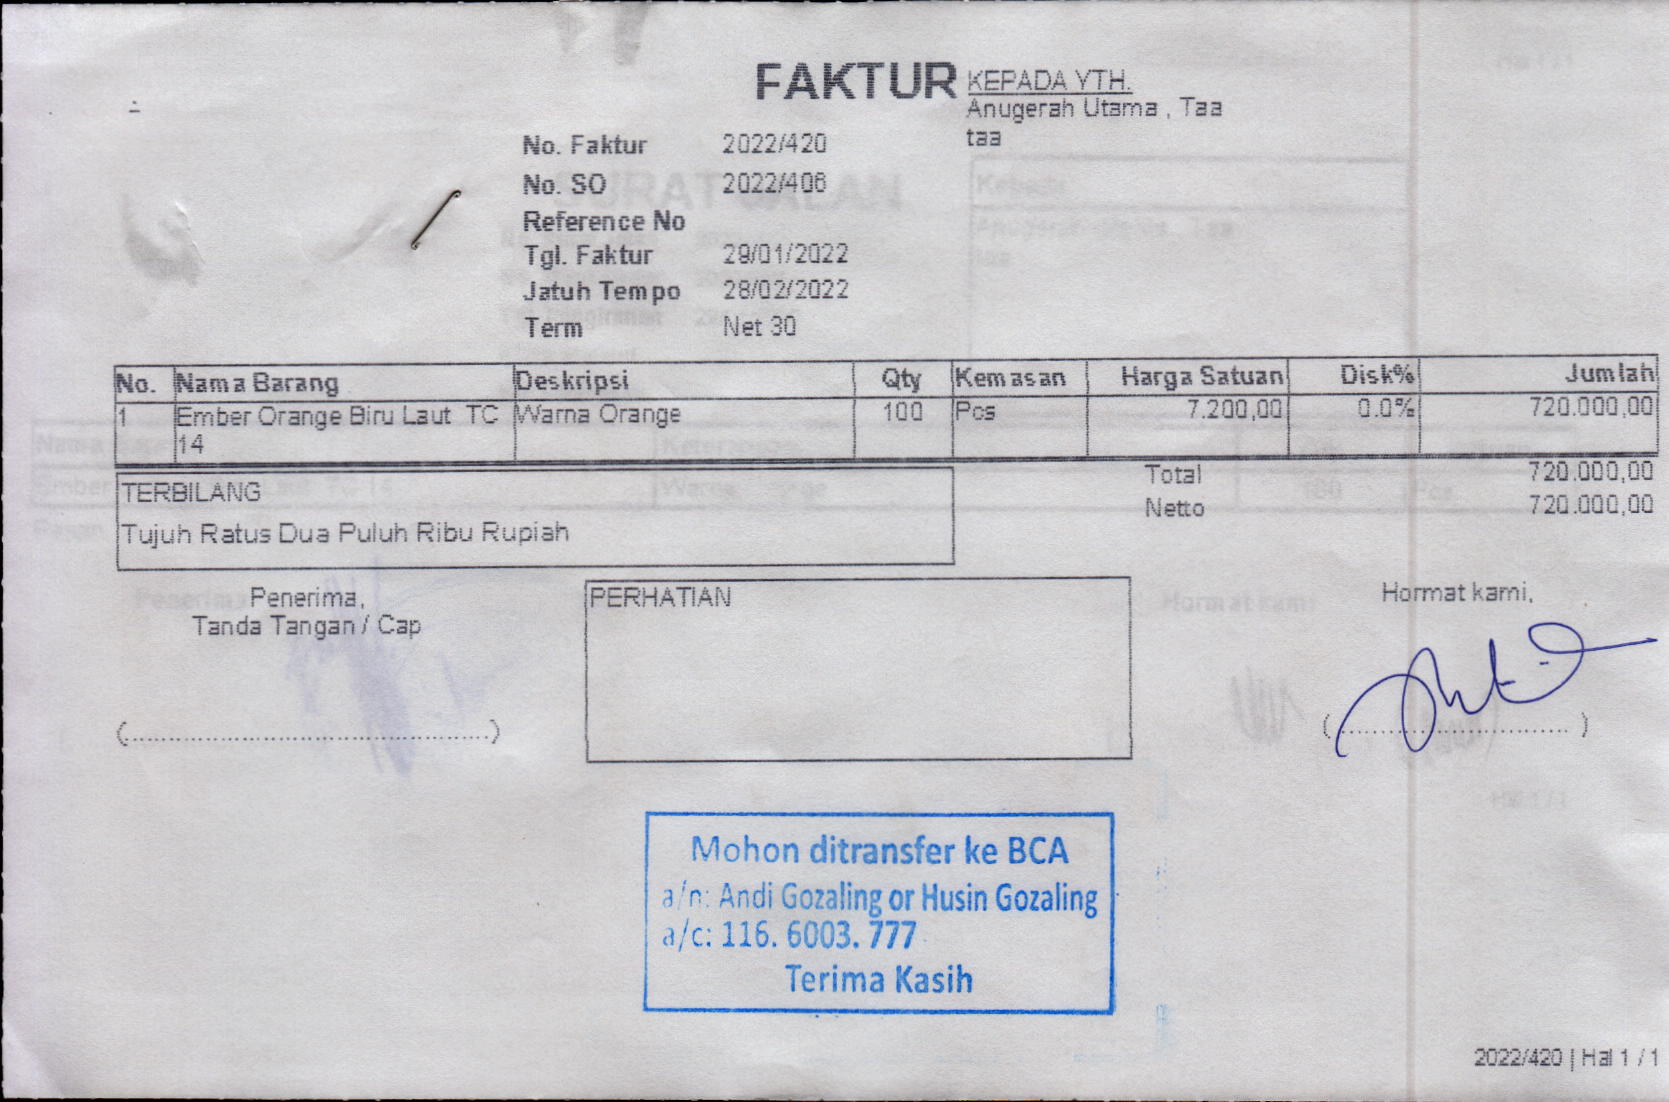 FAKTUR
KEPADA YTH.
Anugerah Utama , Taa
taa
No. Faktur 2022/420
No. SO 2022/406
Reference No
Tgl. Faktur 29/01/2022
Jatuh Tempo 28/02/2022
Term Net 30
No. Nama Barang Deskripsi Qty Kemasan Harga Satuan Disk% Jumlah
1 Ember Orange Biru Laut TC Warna Orange 100 Pcs 7.200,00 0.0% 720.000,00
14
Total 720.000,00
Netto 720.000,00
TERBILANG
Tujuh Ratus Dua Puluh Ribu Rupiah
Penerima,
Tanda Tangan / Cap
PERHATIAN
Hormat kami,
(........................................)
(........................................)
Mohon ditransfer ke BCA
a/n: Andi Gozaling or Husin Gozaling
a/c: 116. 6003. 777
Terima Kasih
2022/420 | Hal 1 / 1